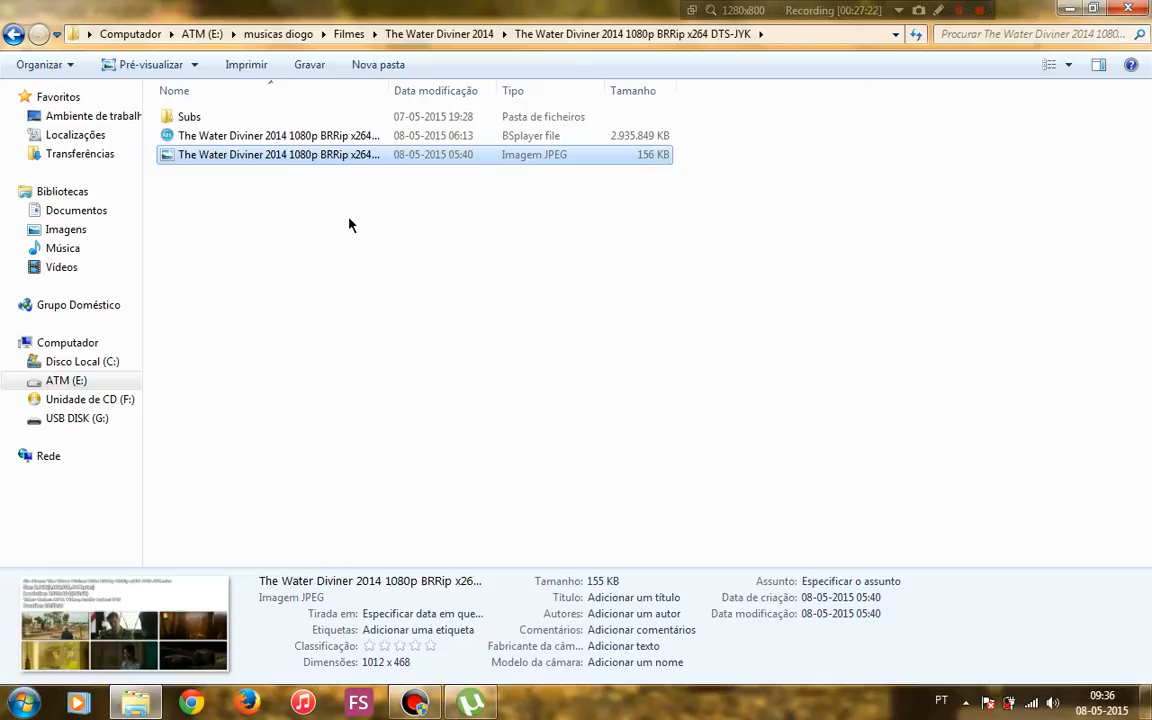 1280x800 Recording [00:27:22]
Computador ATM (E:) musicas diogo Filmes The Water Diviner 2014 The Water Diviner 2014 1080p BRRip x264 DTS-JYK Procurar The Water Diviner 2014 1080...
Organizar Pré-visualizar Imprimir Gravar Nova pasta
Nome Data modificação Tipo Tamanho
Subs 07-05-2015 19:28 Pasta de ficheiros
The Water Diviner 2014 1080p BRRip x264... 08-05-2015 06:13 BSplayer file 2.935.849 KB
The Water Diviner 2014 1080p BRRip x264... 08-05-2015 05:40 Imagem JPEG 156 KB
Favoritos
Ambiente de trabalh
Localizações
Transferências
Bibliotecas
Documentos
Imagens
Música
Vídeos
Grupo Doméstico
Computador
Disco Local (C:)
ATM (E:)
Unidade de CD (F:)
USB DISK (G:)
Rede
The Water Diviner 2014 1080p BRRip x26... Tamanho: 155 KB Assunto: Especificar o assunto
Imagem JPEG Título: Adicionar um título Data de criação: 08-05-2015 05:40
Tirada em: Especificar data em que... Autores: Adicionar um autor Data modificação: 08-05-2015 05:40
Etiquetas: Adicionar uma etiqueta Comentários: Adicionar comentários
Classificação: Fabricante da câm... Adicionar texto
Dimensões: 1012 x 468 Modelo da câmara: Adicionar um nome
FS PT 09:36
08-05-2015